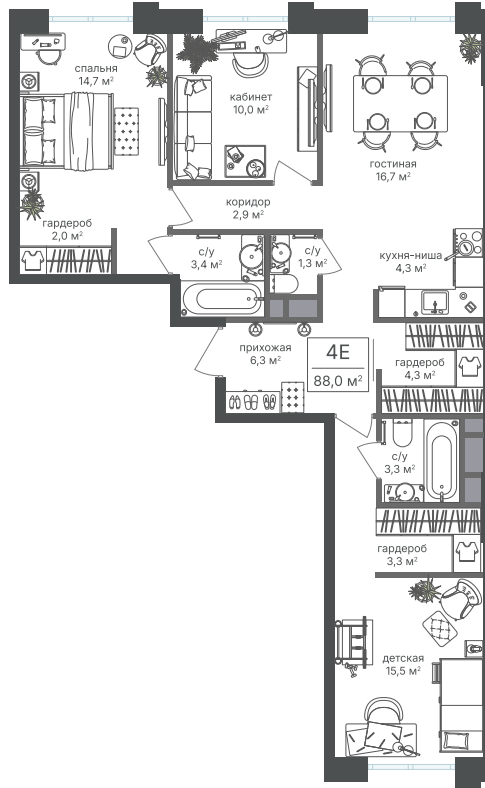 спальня
14,7 м²
кабинет
10,0 м²
гостиная
16,7 м²
коридор
2,9 м²
гардероб
2,0 м²
с/у
3,4 м²
с/у
1,3 м²
кухня-ниша
4,3 м²
прихожая
6,3 м²
4Е
88,0 м²
гардероб
4,3 м²
с/у
3,3 м²
гардероб
3,3 м²
детская
15,5 м²